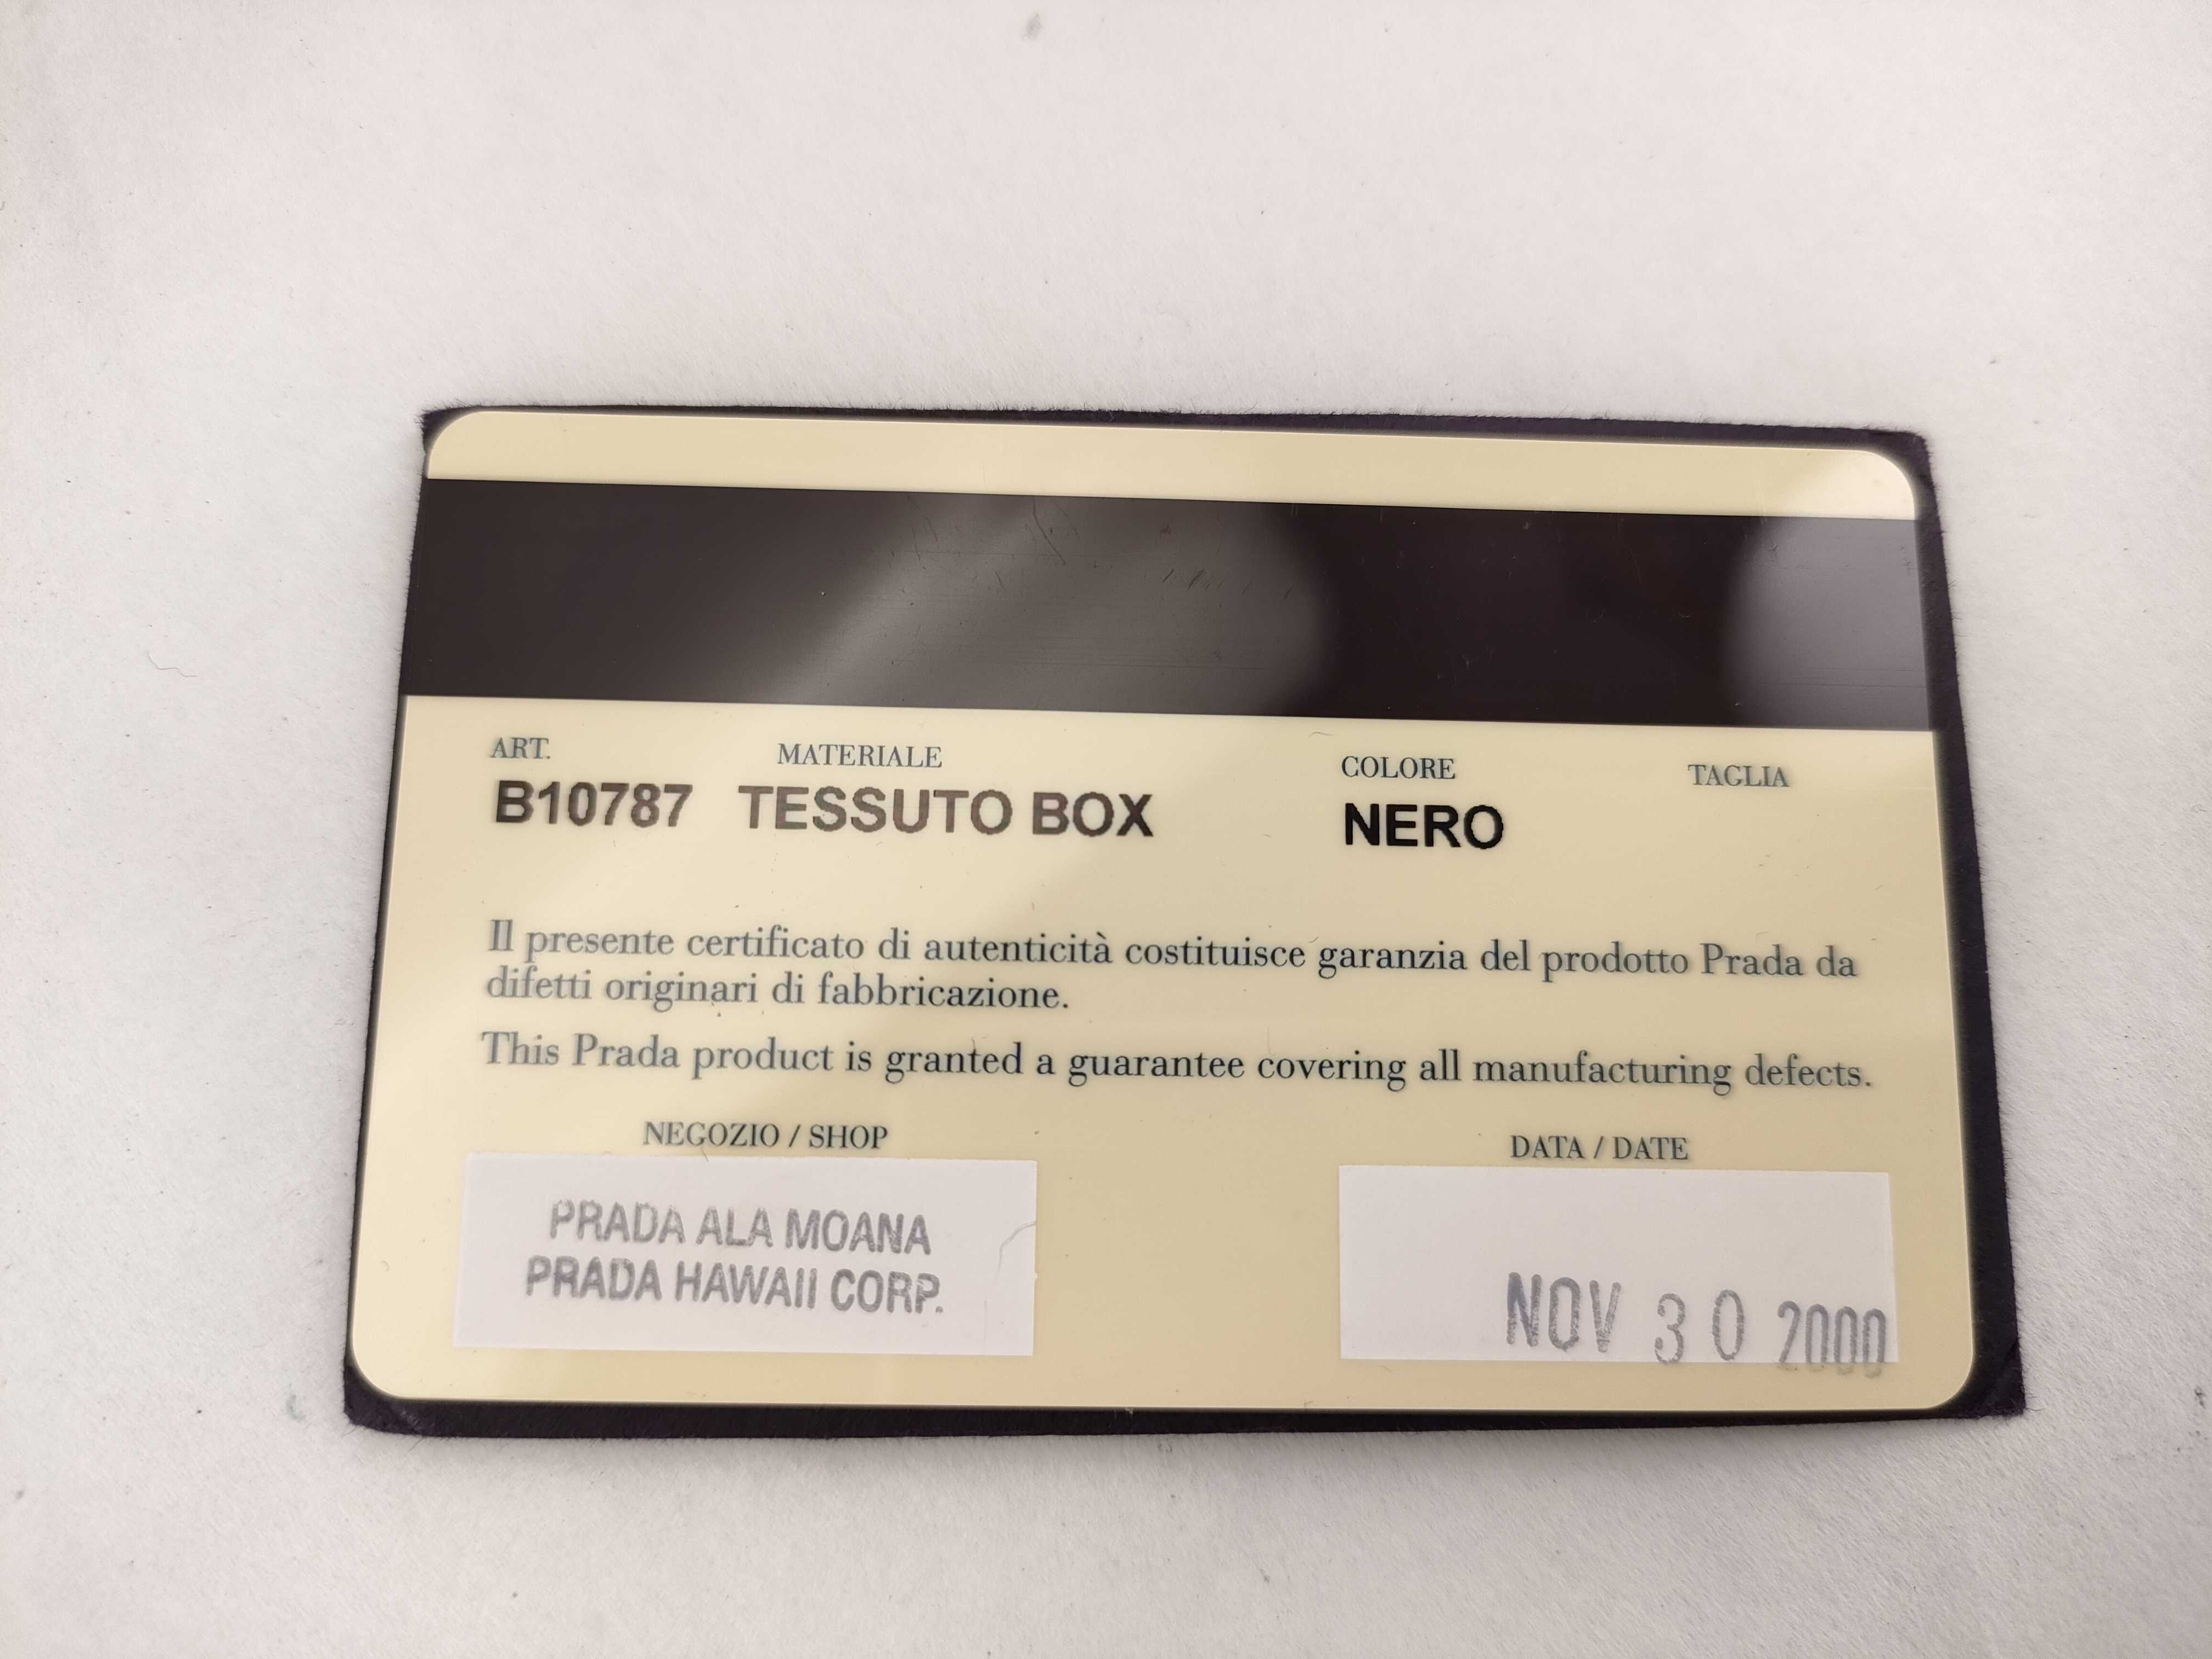 ART. MATERIALE COLORE TAGLIA
B10787 TESSUTO BOX NERO
Il presente certificato di autenticità costituisce garanzia del prodotto Prada da
difetti originari di fabbricazione.
This Prada product is granted a guarantee covering all manufacturing defects.
NEGOZIO / SHOP DATA / DATE
PRADA ALA MOANA
PRADA HAWAII CORP.
NOV 30 2000